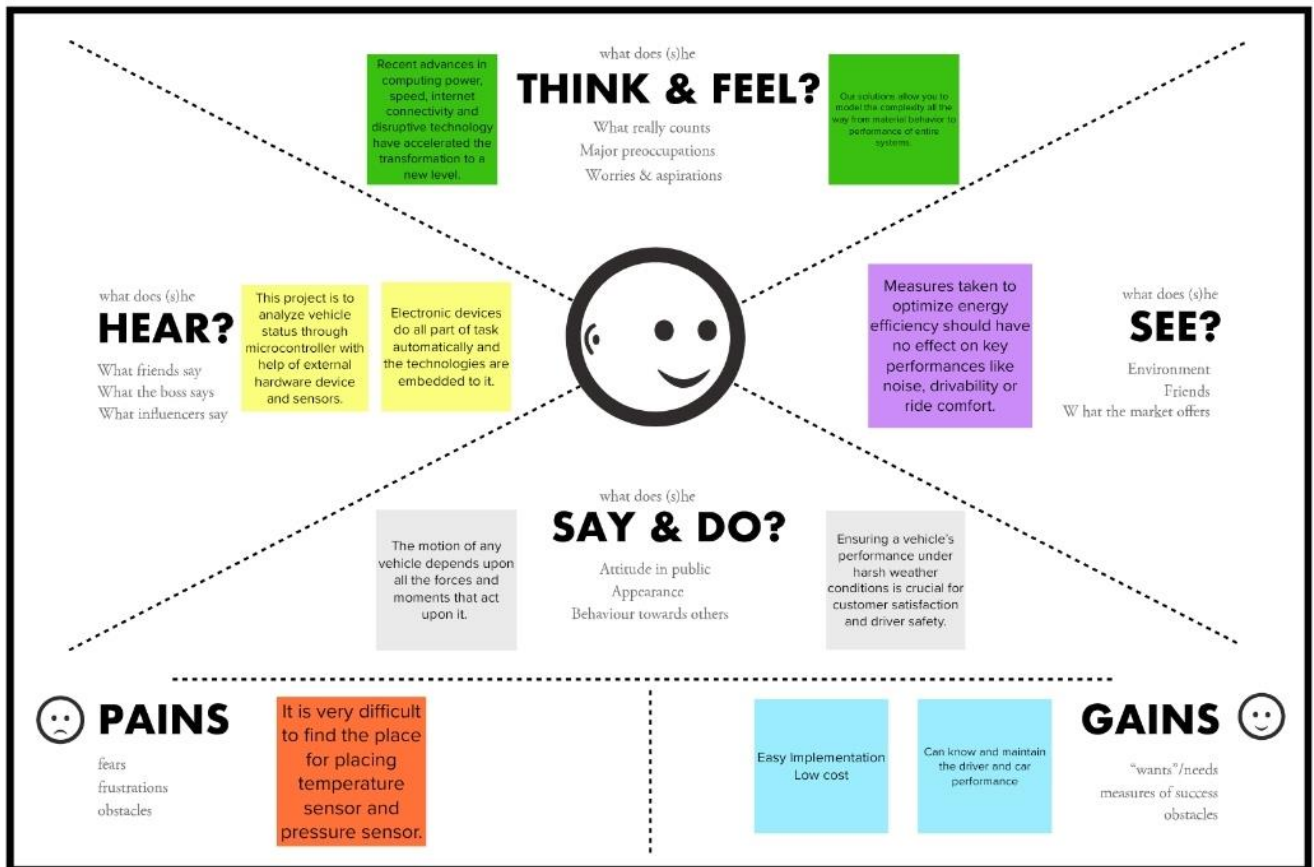 what does (s)he
THINK & FEEL?
What really counts
Major preoccupations
Worries & aspirations
Recent advances in
computing power,
speed, internet
connectivity and
disruptive technology
have accelerated the
transformation to a
new level.
Our solutions allow you to
model the complexity all the
way from material behavior to
performance of entire
systems.
what does (s)he
HEAR?
What friends say
What the boss says
What influencers say
This project is to
analyze vehicle
status through
microcontroller with
help of external
hardware device
and sensors.
Electronic devices
do all part of task
automatically and
the technologies are
embedded to it.
Measures taken to
optimize energy
efficiency should have
no effect on key
performances like
noise, drivability or
ride comfort.
what does (s)he
SEE?
Environment
Friends
W hat the market offers
what does (s)he
SAY & DO?
Attitude in public
Appearance
Behaviour towards others
The motion of any
vehicle depends upon
all the forces and
moments that act
upon it.
Ensuring a vehicle’s
performance under
harsh weather
conditions is crucial for
customer satisfaction
and driver safety.
PAINS
fears
frustrations
obstacles
It is very difficult
to find the place
for placing
temperature
sensor and
pressure sensor.
Easy Implementation
Low cost
Can know and maintain
the driver and car
performance
GAINS
“wants”/needs
measures of success
obstacles